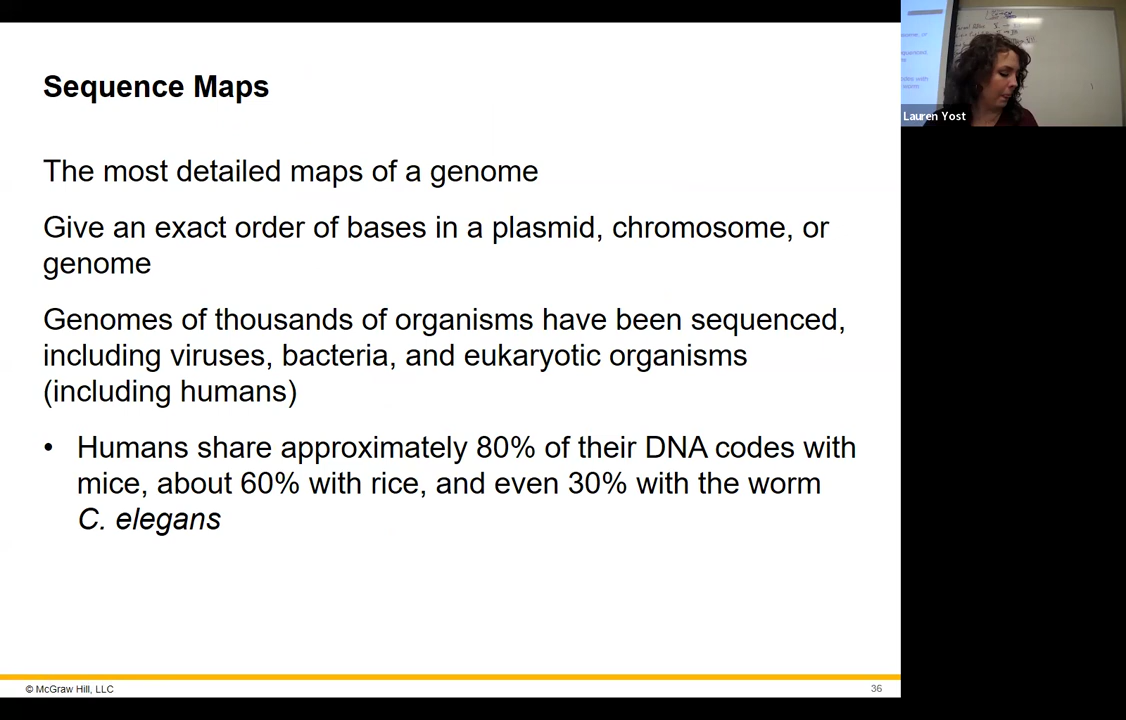 Sequence Maps
The most detailed maps of a genome
Give an exact order of bases in a plasmid, chromosome, or
genome
Genomes of thousands of organisms have been sequenced,
including viruses, bacteria, and eukaryotic organisms
(including humans)
• Humans share approximately 80% of their DNA codes with
mice, about 60% with rice, and even 30% with the worm
C. elegans
© McGraw Hill, LLC
36
Lauren Yost